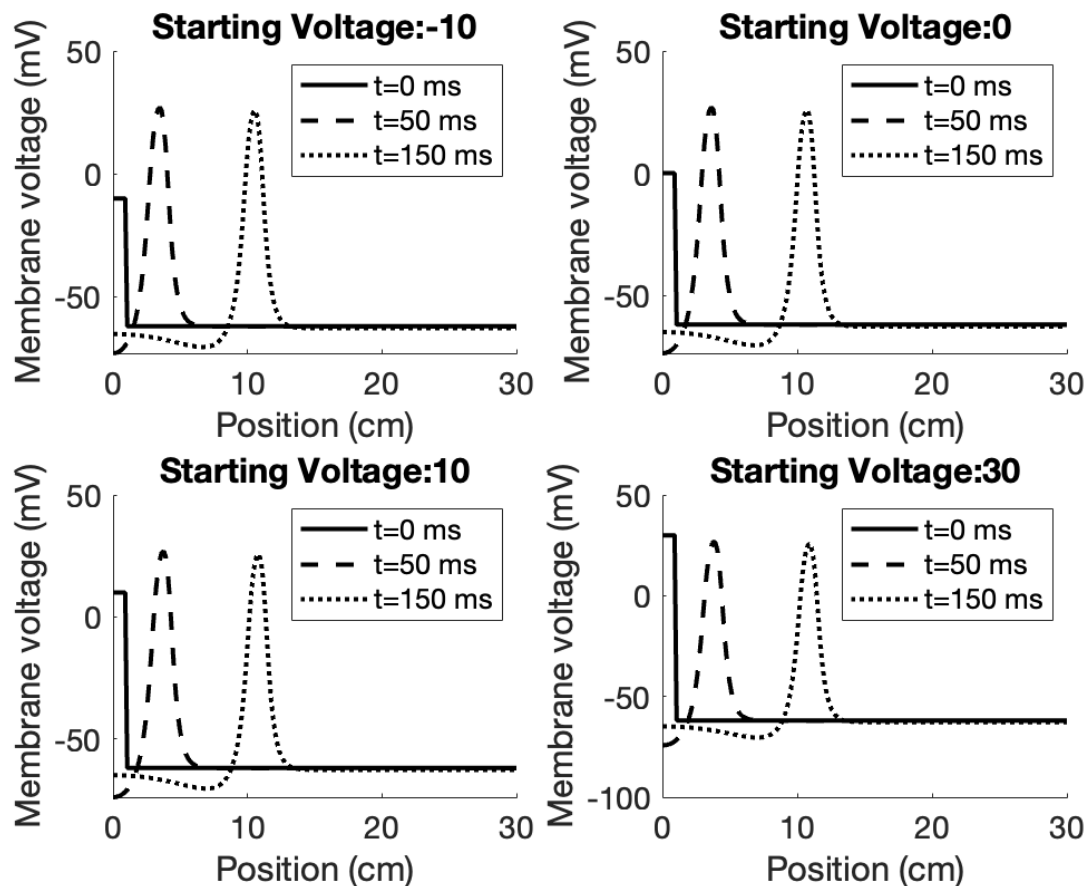 Starting Voltage:-10
Membrane voltage (mV)
50
0
-50
t=0 ms
t=50 ms
t=150 ms
0
10
20
30
Position (cm)
Starting Voltage:0
Membrane voltage (mV)
50
0
-50
t=0 ms
t=50 ms
t=150 ms
0
10
20
30
Position (cm)
Starting Voltage:10
Membrane voltage (mV)
50
0
-50
t=0 ms
t=50 ms
t=150 ms
0
10
20
30
Position (cm)
Starting Voltage:30
Membrane voltage (mV)
50
0
-50
-100
t=0 ms
t=50 ms
t=150 ms
0
10
20
30
Position (cm)